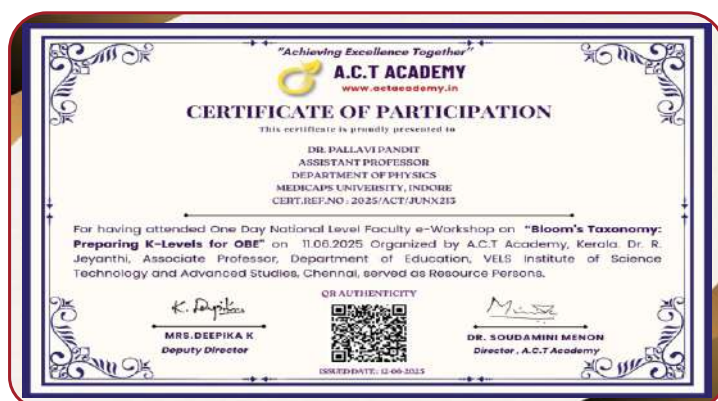 "Achieving Excellence Together"
A.C.T ACADEMY
www.actacademy.in
CERTIFICATE OF PARTICIPATION
This certificate is proudly presented to
DR. PALLAVI PANDIT
ASSISTANT PROFESSOR
DEPARTMENT OF PHYSICS
MEDICAPS UNIVERSITY, INDORE
CERT.REF.NO: 2025/ACT/JUNX213
For having attended One Day National Level Faculty e-Workshop on "Bloom's Taxonomy:
Preparing K-Levels for OBE" on 11.06.2025 Organized by A.C.T Academy, Kerala. Dr. R.
Jeyanthi, Associate Professor, Department of Education, VELS Institute of Science
Technology and Advanced Studies, Chennai, served as Resource Persons.
QR AUTHENTICITY
K. Deepika
MRS.DEEPIKA K
Deputy Director
DR. SOUDAMINI MENON
Director, A.C.T Academy
ISSUED DATE: 12-06-2025